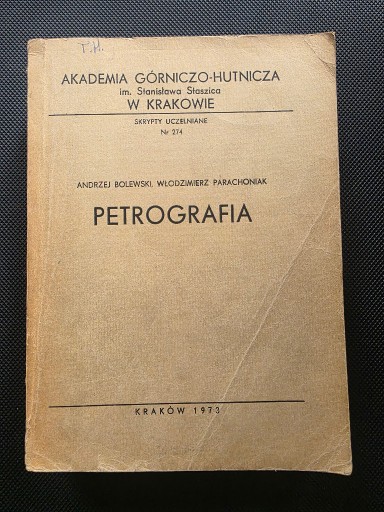 P.H.
AKADEMIA GÓRNICZO-HUTNICZA
im. Stanisława Staszica
W KRAKOWIE
SKRYPTY UCZELNIANE
Nr 274
ANDRZEJ BOLEWSKI, WŁODZIMIERZ PARACHONIAK
PETROGRAFIA
KRAKÓW 1973